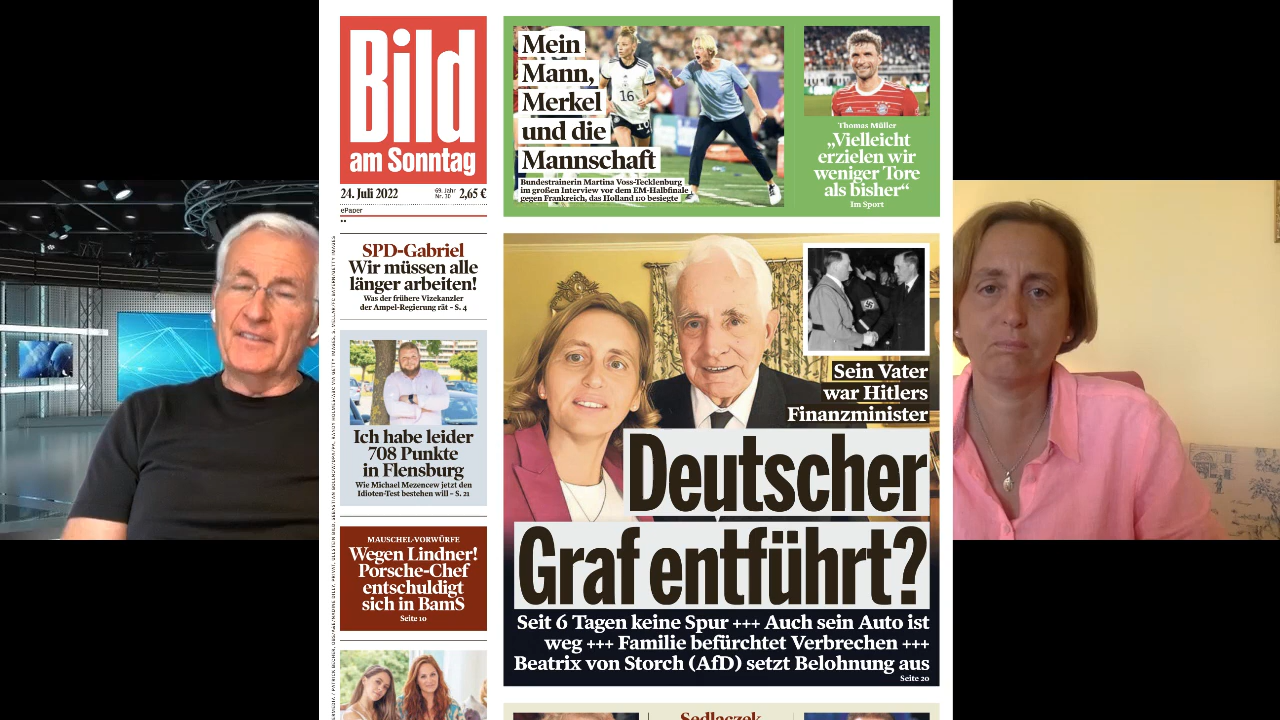 Bild
am Sonntag
24. Juli 2022
69. Jahr
Nr. 30
2,65 €
ePaper
SPD-Gabriel
Wir müssen alle
länger arbeiten!
Was der frühere Vizekanzler
der Ampel-Regierung rät – S. 4
Ich habe leider
708 Punkte
in Flensburg
Wie Michael Mezencew jetzt den
Idioten-Test bestehen will – S. 21
MAUSCHEL-VORWÜRFE
Wegen Lindner!
Porsche-Chef
entschuldigt
sich in BamS
Seite 10
Mein
Mann,
Merkel
und die
Mannschaft
Bundestrainerin Martina Voss-Tecklenburg
im großen Interview vor dem EM-Halbfinale
gegen Frankreich, das Holland 1:0 besiegte
16
Thomas Müller
„Vielleicht
erzielen wir
weniger Tore
als bisher“
Im Sport
Sein Vater
war Hitlers
Finanzminister
Deutscher
Graf entführt?
Seit 6 Tagen keine Spur +++ Auch sein Auto ist
weg +++ Familie befürchtet Verbrechen +++
Beatrix von Storch (AfD) setzt Belohnung aus
Seite 20
Sedlaczek